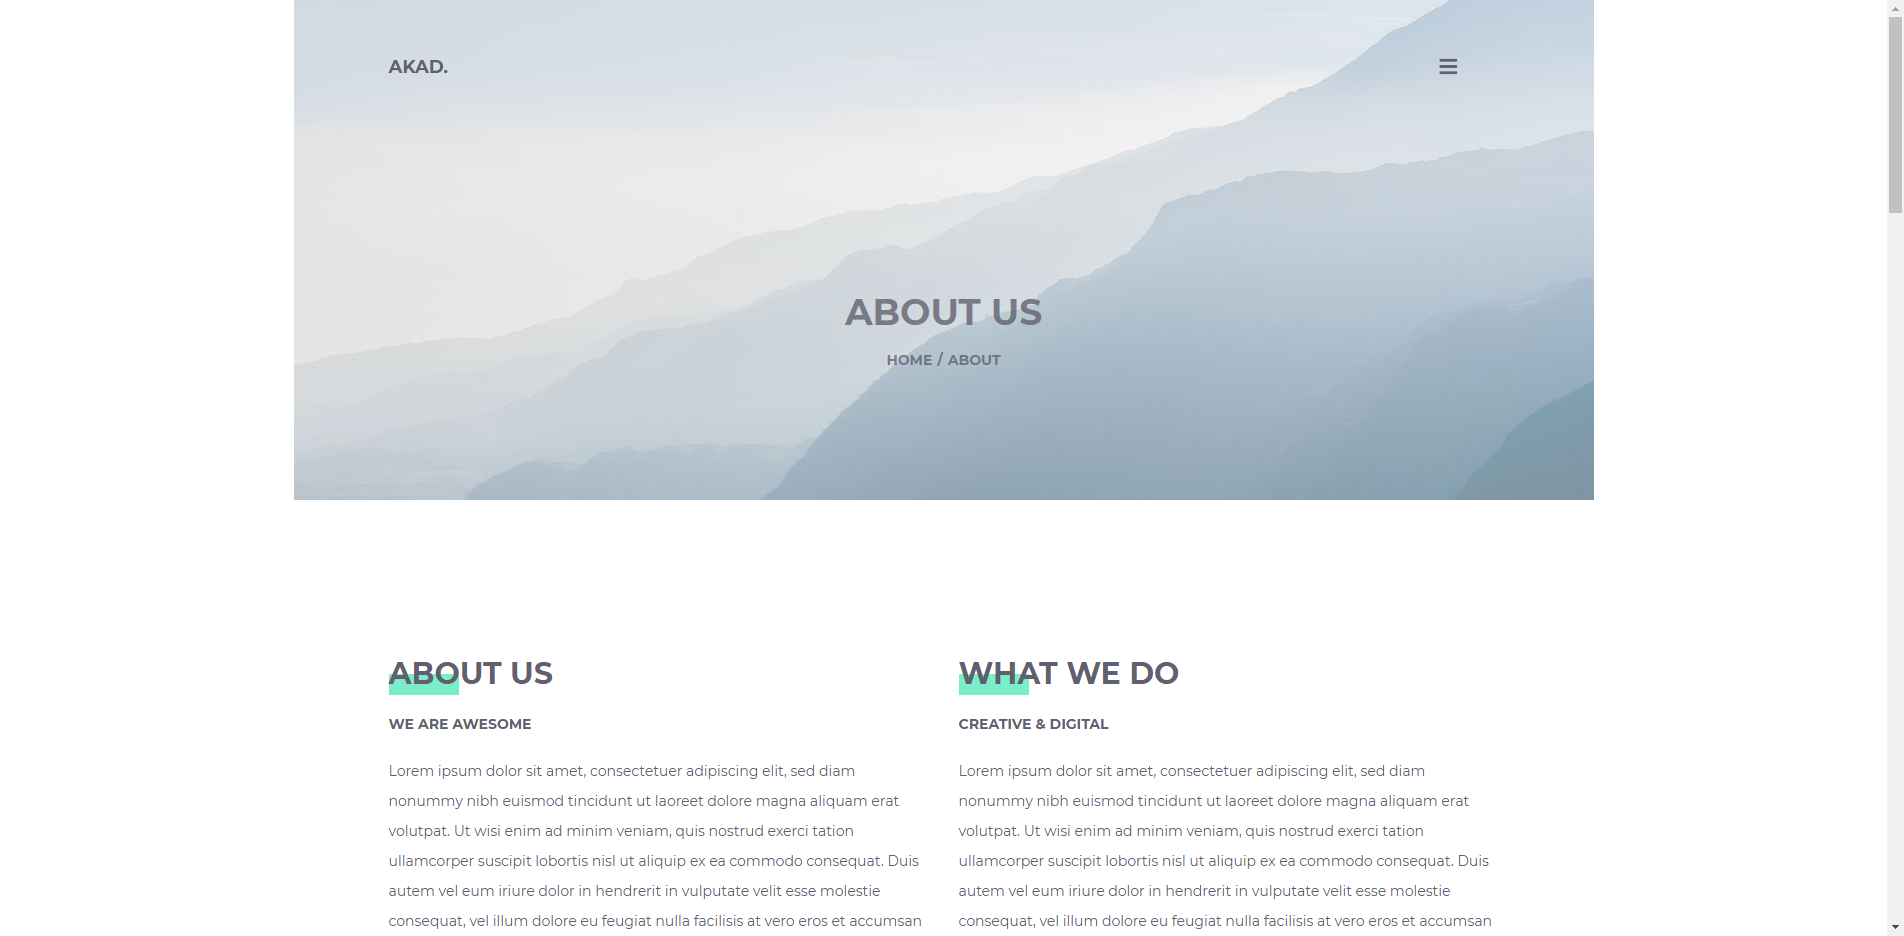 AKAD.
ABOUT US
HOME / ABOUT
ABOUT US
WE ARE AWESOME
Lorem ipsum dolor sit amet, consectetuer adipiscing elit, sed diam
nonummy nibh euismod tincidunt ut laoreet dolore magna aliquam erat
volutpat. Ut wisi enim ad minim veniam, quis nostrud exerci tation
ullamcorper suscipit lobortis nisl ut aliquip ex ea commodo consequat. Duis
autem vel eum iriure dolor in hendrerit in vulputate velit esse molestie
consequat, vel illum dolore eu feugiat nulla facilisis at vero eros et accumsan
WHAT WE DO
CREATIVE & DIGITAL
Lorem ipsum dolor sit amet, consectetuer adipiscing elit, sed diam
nonummy nibh euismod tincidunt ut laoreet dolore magna aliquam erat
volutpat. Ut wisi enim ad minim veniam, quis nostrud exerci tation
ullamcorper suscipit lobortis nisl ut aliquip ex ea commodo consequat. Duis
autem vel eum iriure dolor in hendrerit in vulputate velit esse molestie
consequat, vel illum dolore eu feugiat nulla facilisis at vero eros et accumsan